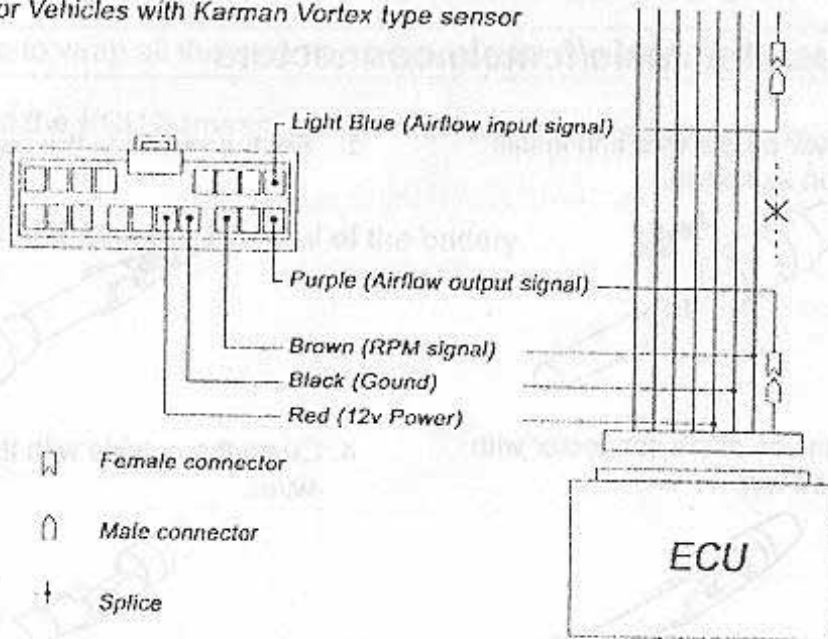 or Vehicles with Karman Vortex type sensor
Light Blue (Airflow input signal)
Purple (Airflow output signal)
Brown (RPM signal)
Black (Gound)
Red (12v Power)
Female connector
Male connector
Splice
ECU